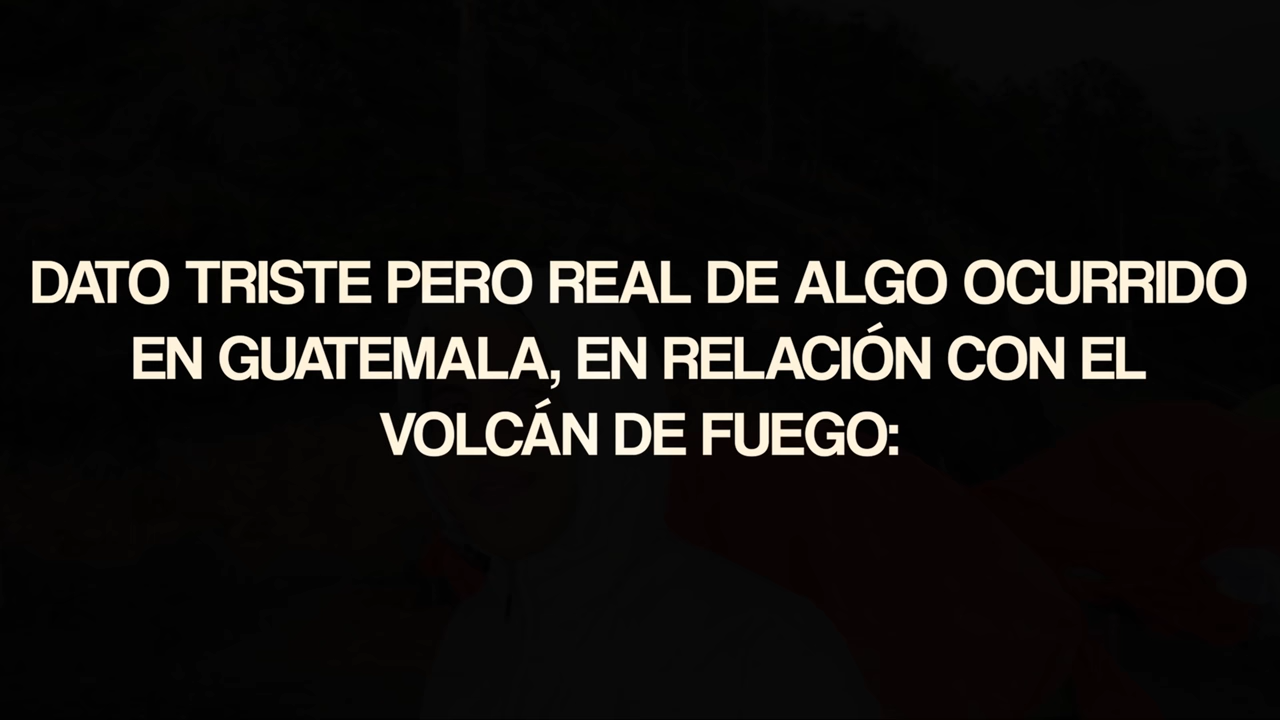 DATO TRISTE PERO REAL DE ALGO OCURRIDO
EN GUATEMALA, EN RELACIÓN CON EL
VOLCÁN DE FUEGO: